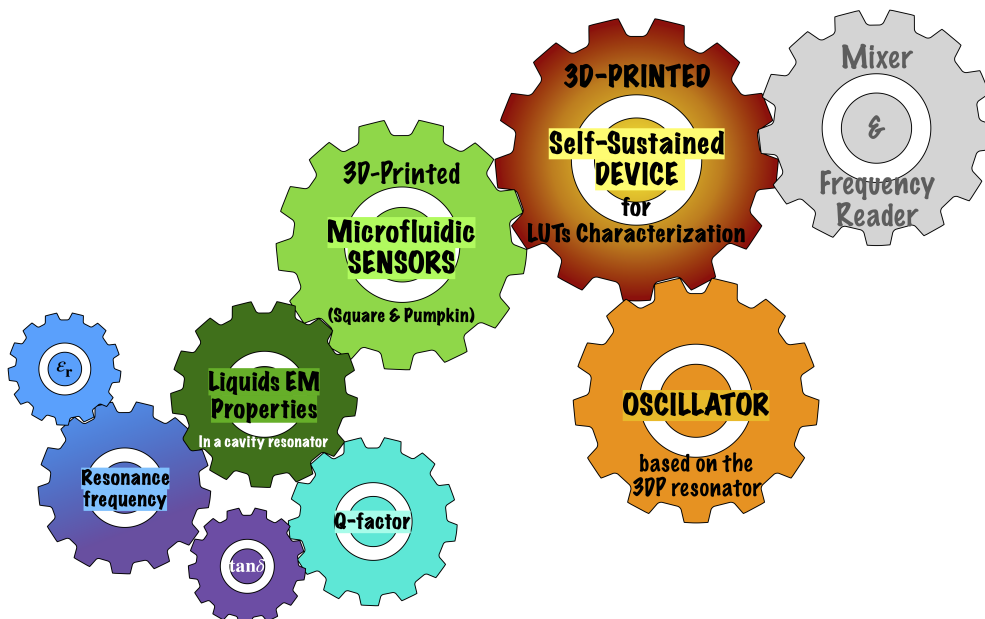 Mixer
&
Frequency
Reader
3D-PRINTED
Self-Sustained
DEVICE
for
LUTs Characterization
3D-Printed
Microfluidic
SENSORS
(Square & Pumpkin)
OSCILLATOR
based on the
3DP resonator
Liquids EM
Properties
In a cavity resonator
εr
Resonance
frequency
Q-factor
tanδ